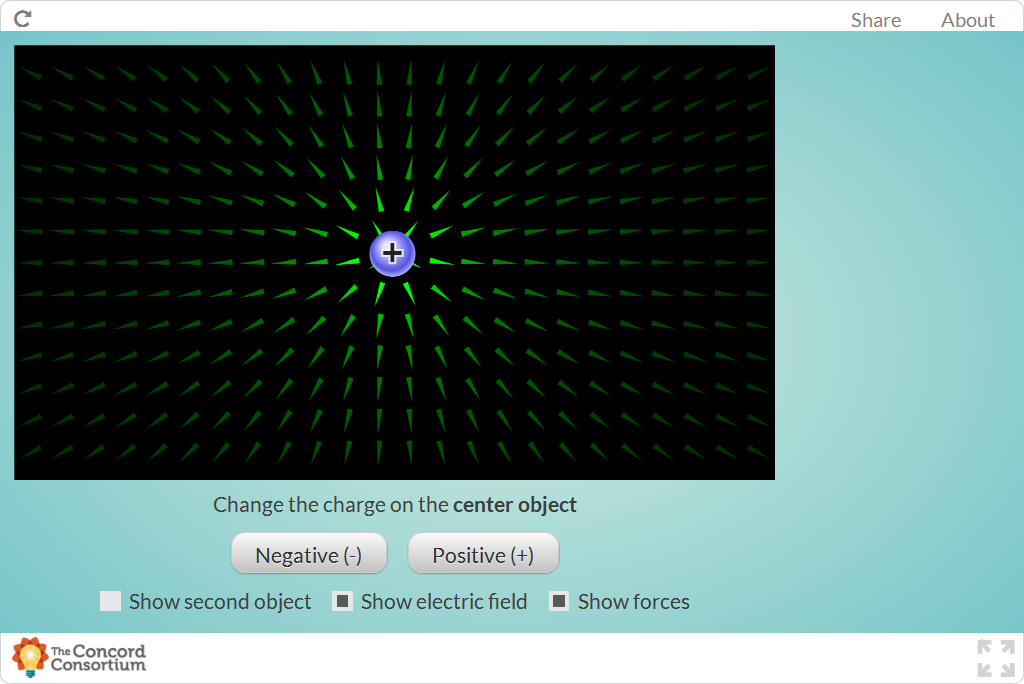 Share About
+
Change the charge on the center object
Negative (-) Positive (+)
Show second object Show electric field Show forces
The Concord
Consortium